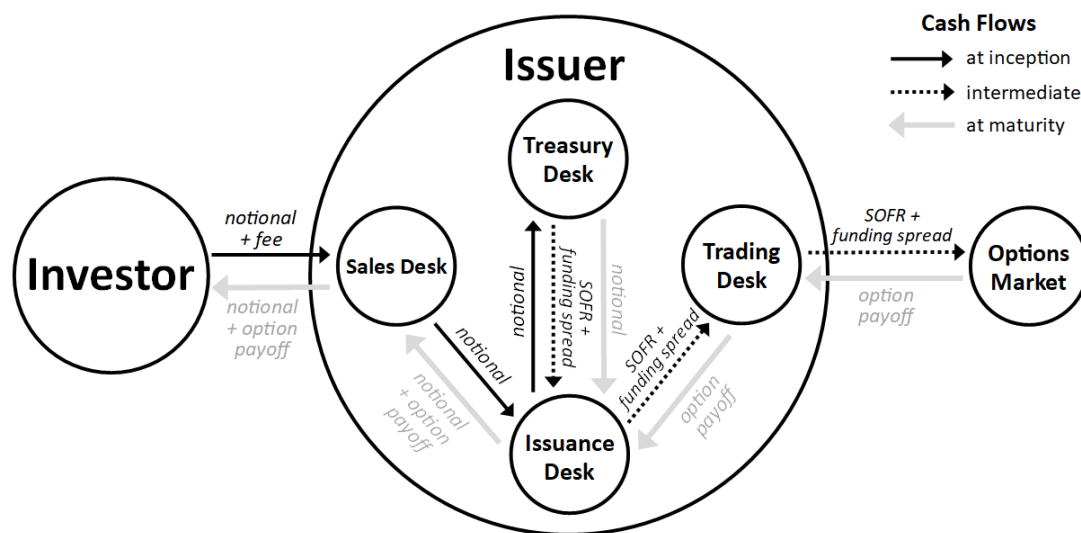 Cash Flows
at inception
intermediate
at maturity
Issuer
Treasury
Desk
Investor
notional
+ fee
notional
+ option
payoff
Sales Desk
notional
notional
+ option
payoff
notional
SOFR +
funding spread
notional
Issuance
Desk
SOFR +
funding spread
option
payoff
Trading
Desk
SOFR +
funding spread
option
payoff
Options
Market